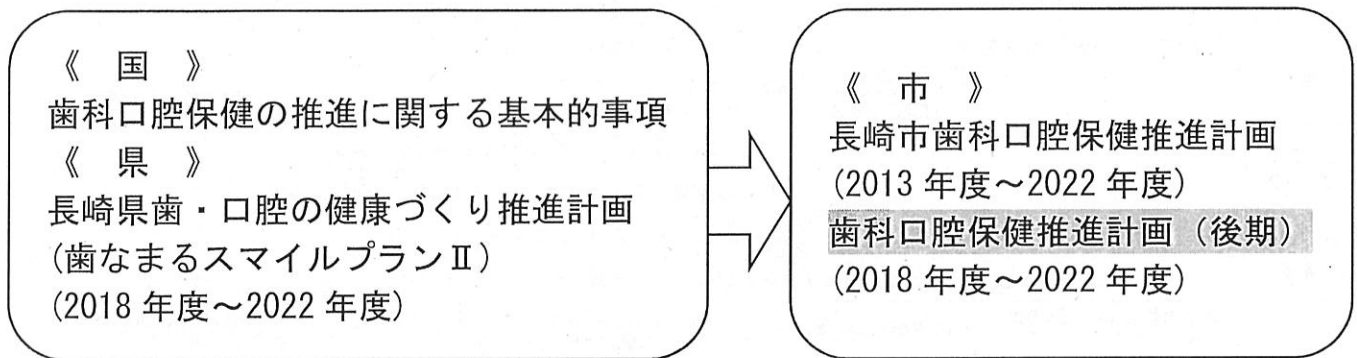 《 国 》
歯科口腔保健の推進に関する基本的事項
《 県 》
長崎県歯・口腔の健康づくり推進計画
(歯なまるスマイルプランⅡ)
(2018 年度～2022 年度)
《 市 》
長崎市歯科口腔保健推進計画
(2013 年度～2022 年度)
歯科口腔保健推進計画（後期）
(2018 年度～2022 年度)